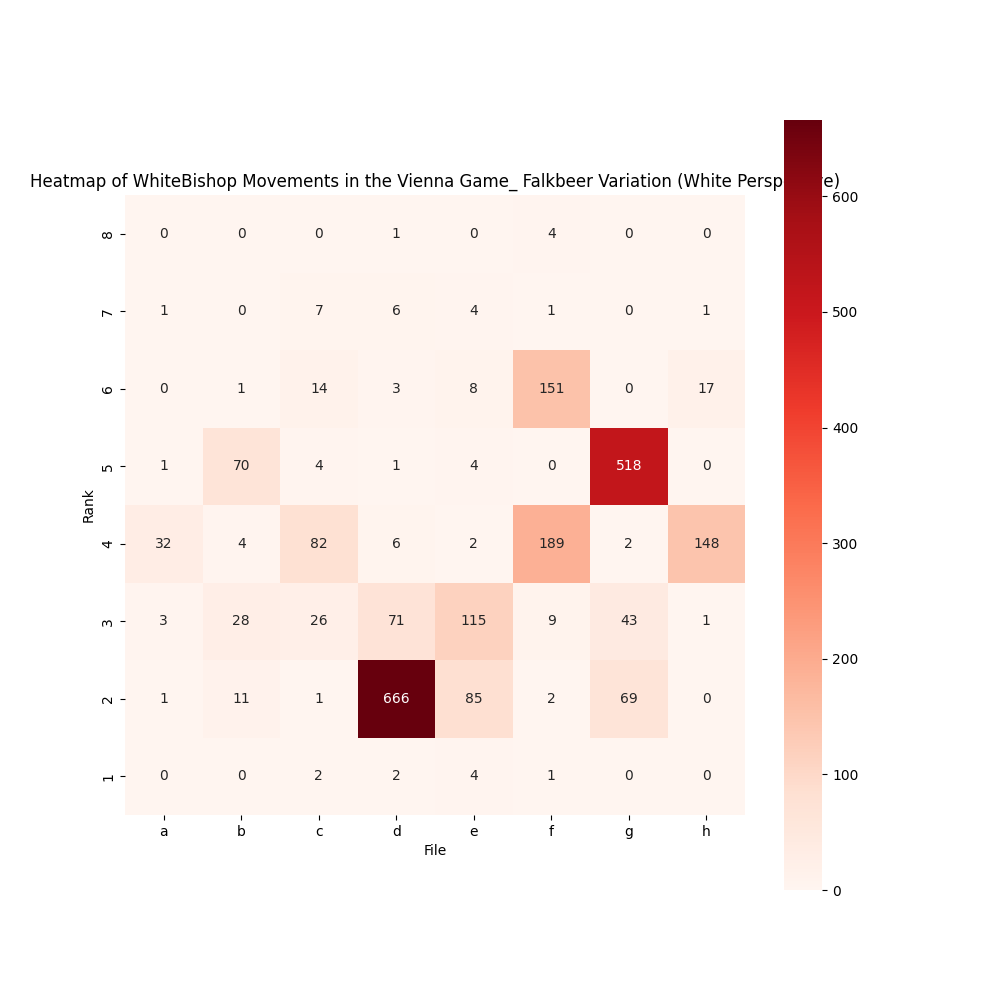 Heatmap of WhiteBishop Movements in the Vienna Game_ Falkbeer Variation (White Persp e)
600
8 0 0 0 1 0 4 0 0
7 1 0 7 6 4 1 0 1
500
6 0 1 14 3 8 151 0 17
400
5 1 70 4 1 4 0 518 0
Rank
4 32 4 82 6 2 189 2 148
300
3 3 28 26 71 115 9 43 1
200
2 1 11 1 666 85 2 69 0
100
1 0 0 2 2 4 1 0 0
a b c d e f g h
File
0